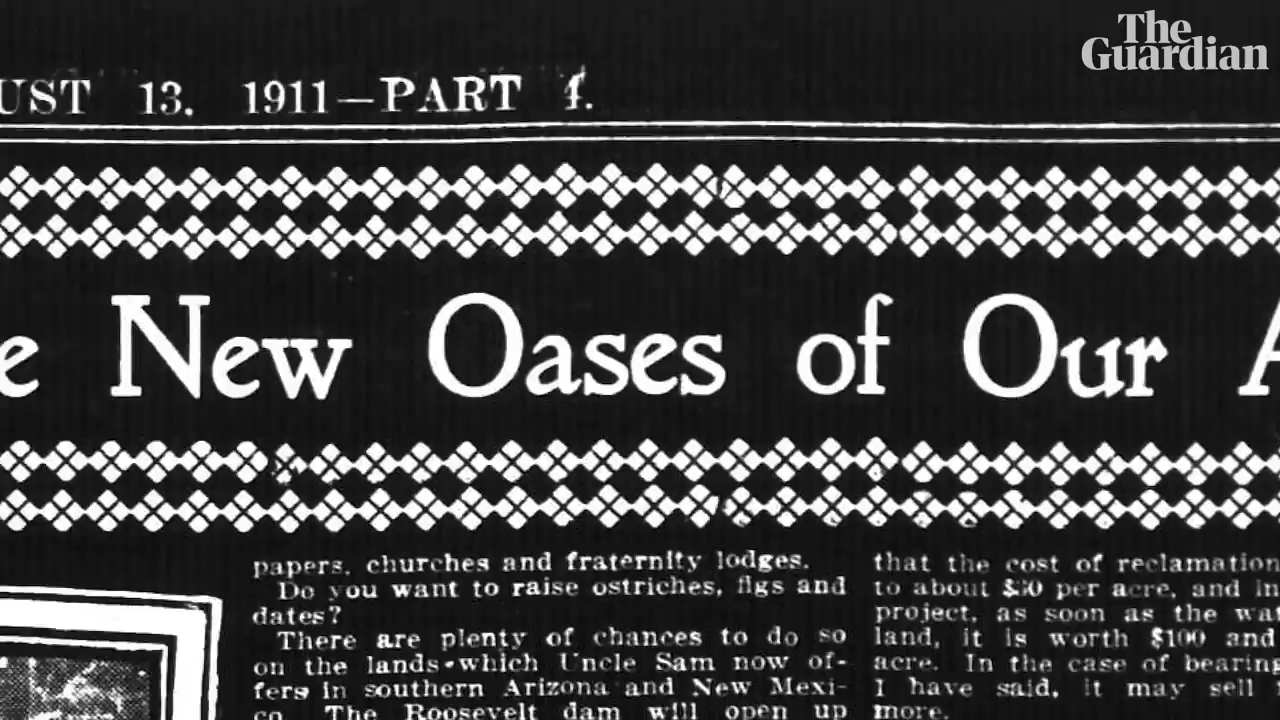 The
Guardian
UST 13. 1911—PART
e New Oases of Our A
papers, churches and fraternity lodges.
Do you want to raise ostriches, figs and
dates?
There are plenty of chances to do so
on the lands which Uncle Sam now of-
fers in southern Arizona and New Mexi-
co. The Roosevelt dam will open up
that the cost of reclamation
to about per acre, and in
project, as soon as the wa
land, it is worth $100 and
acre. In the case of bearing
I have said, it may sell
more.